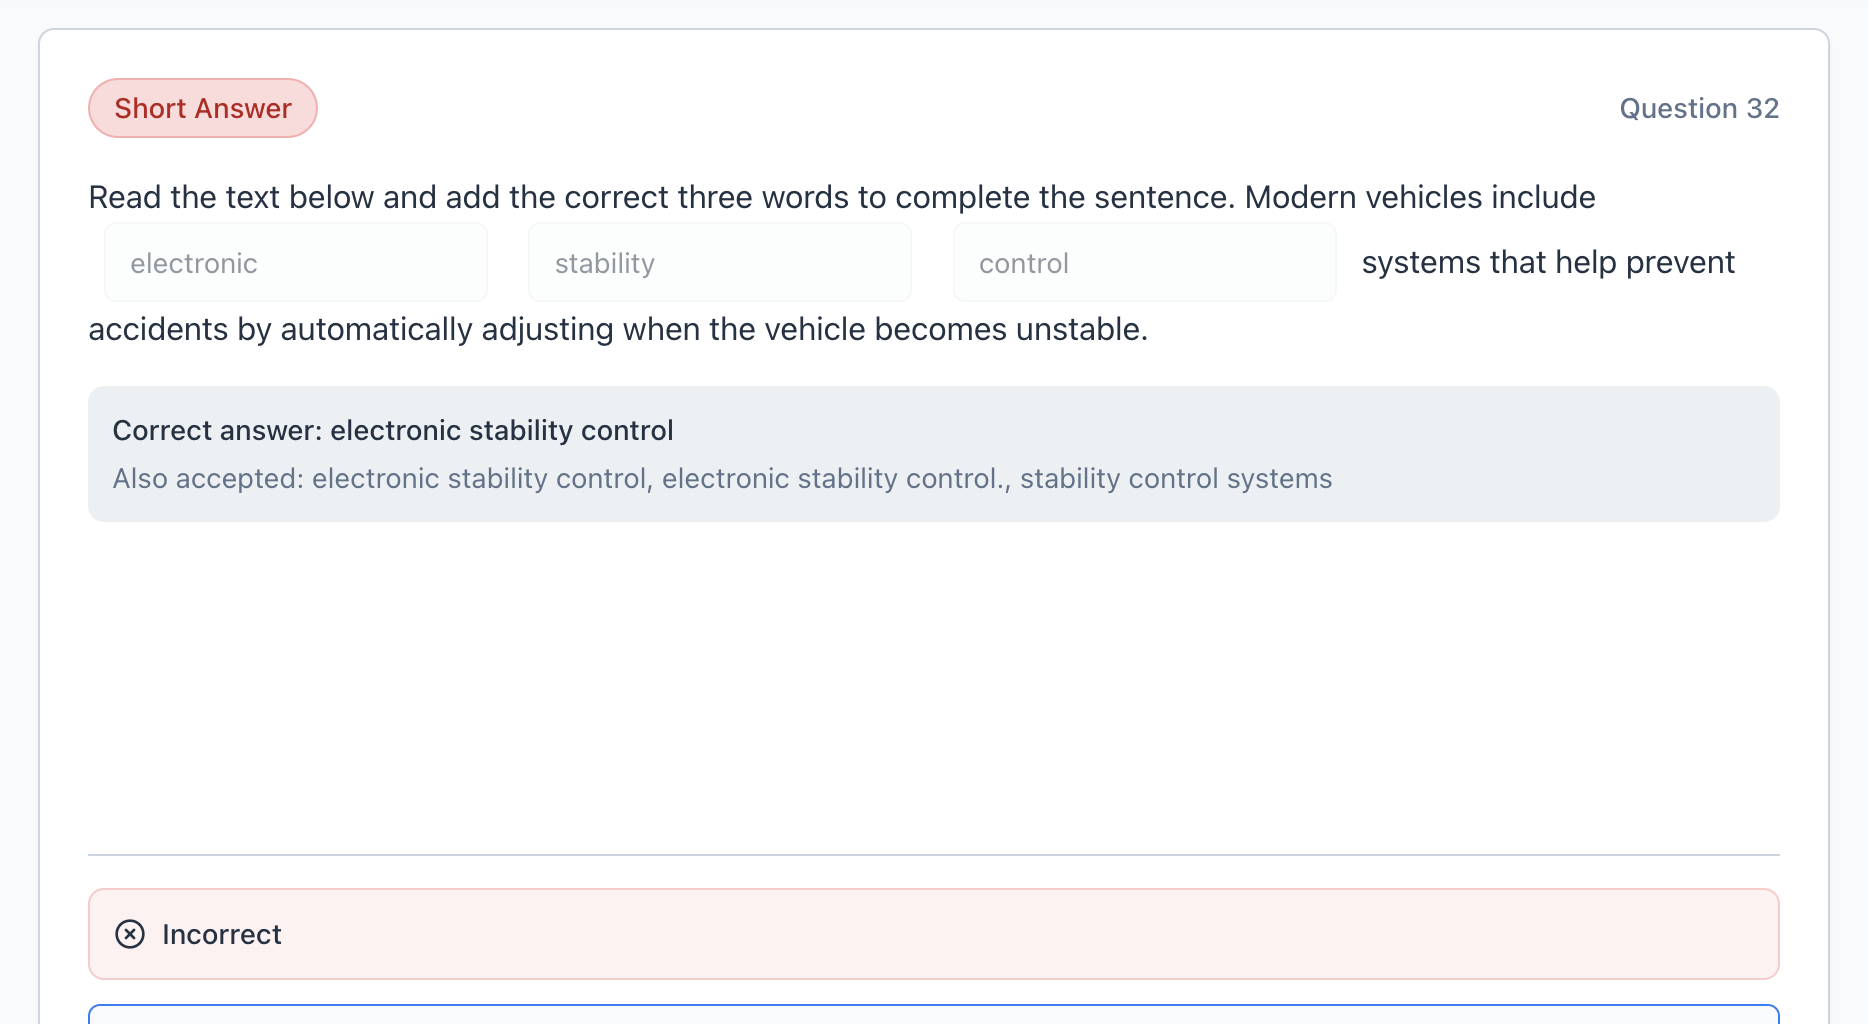 Short Answer
Question 32
Read the text below and add the correct three words to complete the sentence. Modern vehicles include
electronic stability control systems that help prevent
accidents by automatically adjusting when the vehicle becomes unstable.
Correct answer: electronic stability control
Also accepted: electronic stability control, electronic stability control., stability control systems
Incorrect